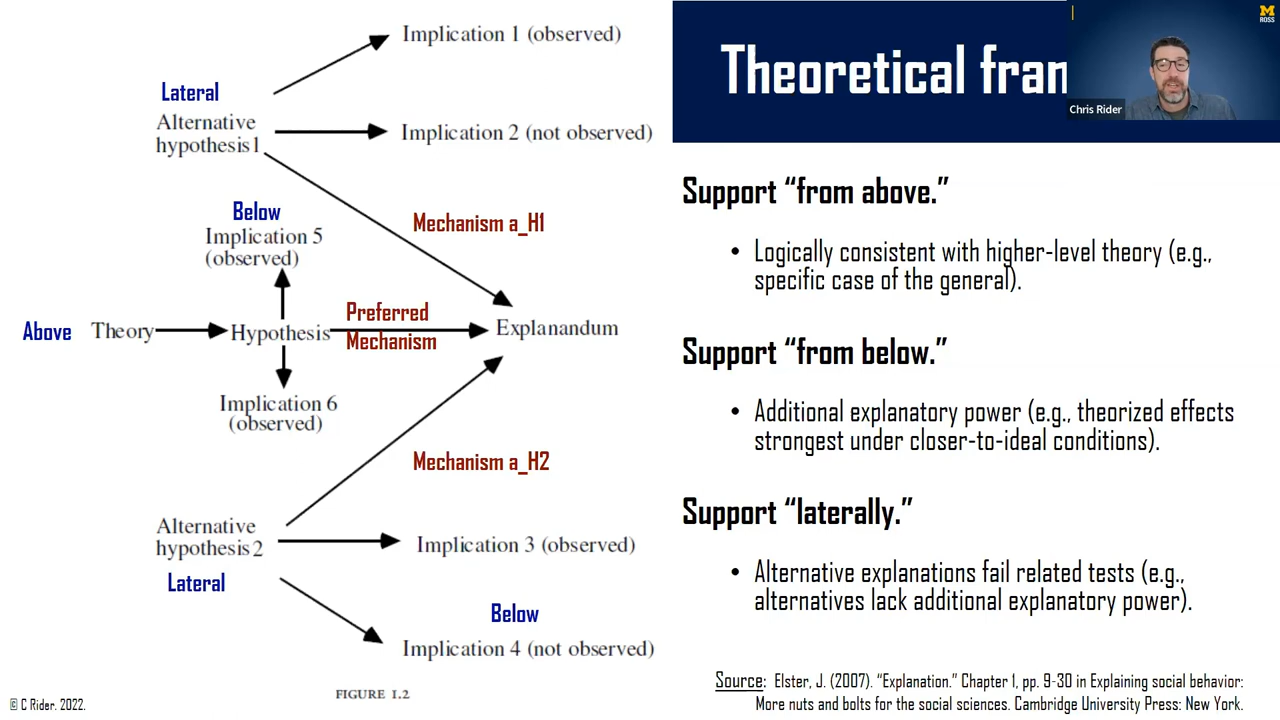 Implication 1 (observed)
Lateral
Alternative
hypothesis1
Implication 2 (not observed)
Below
Implication 5
(observed)
Mechanism a_H1
Above
Theory
Hypothesis
Preferred
Mechanism
Explanandum
Implication 6
(observed)
Mechanism a_H2
Alternative
hypothesis2
Lateral
Implication 3 (observed)
Below
Implication 4 (not observed)
FIGURE 1.2
© C Rider. 2022.
M
ROSS
Theoretical fram
Chris Rider
Support “from above.”
• Logically consistent with higher-level theory (e.g.,
specific case of the general).
Support “from below.”
• Additional explanatory power (e.g., theorized effects
strongest under closer-to-ideal conditions).
Support “laterally.”
• Alternative explanations fail related tests (e.g.,
alternatives lack additional explanatory power).
Source: Elster, J. (2007). “Explanation.” Chapter 1, pp. 9-30 in Explaining social behavior:
More nuts and bolts for the social sciences. Cambridge University Press: New York.